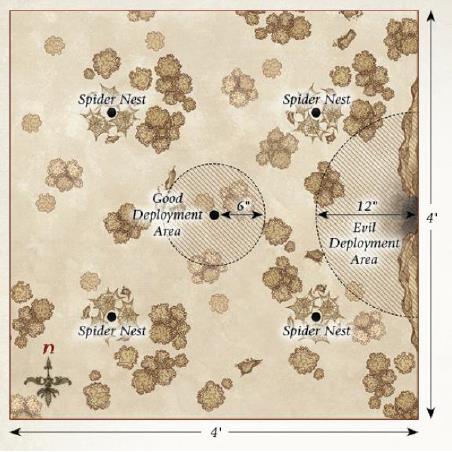 Spider Nest
Spider Nest
Good
Deployment
Area
6"
12"
Evil
Deployment
Area
4'
Spider Nest
Spider Nest
n
4'